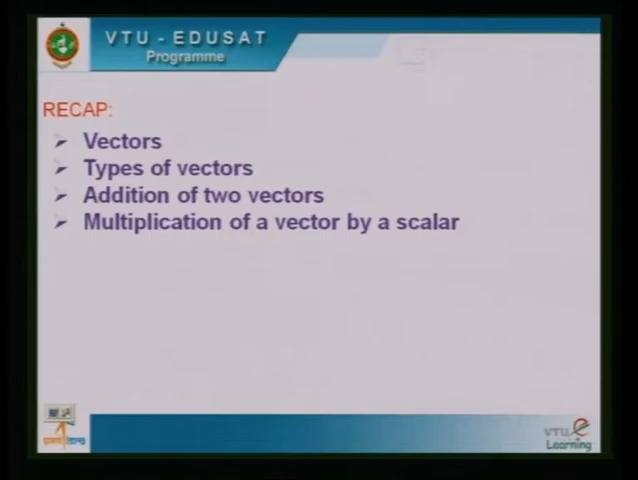 VTU - EDUSAT
Programme
RECAP:
Vectors
Types of vectors
Addition of two vectors
Multiplication of a vector by a scalar
VTU e
Learning